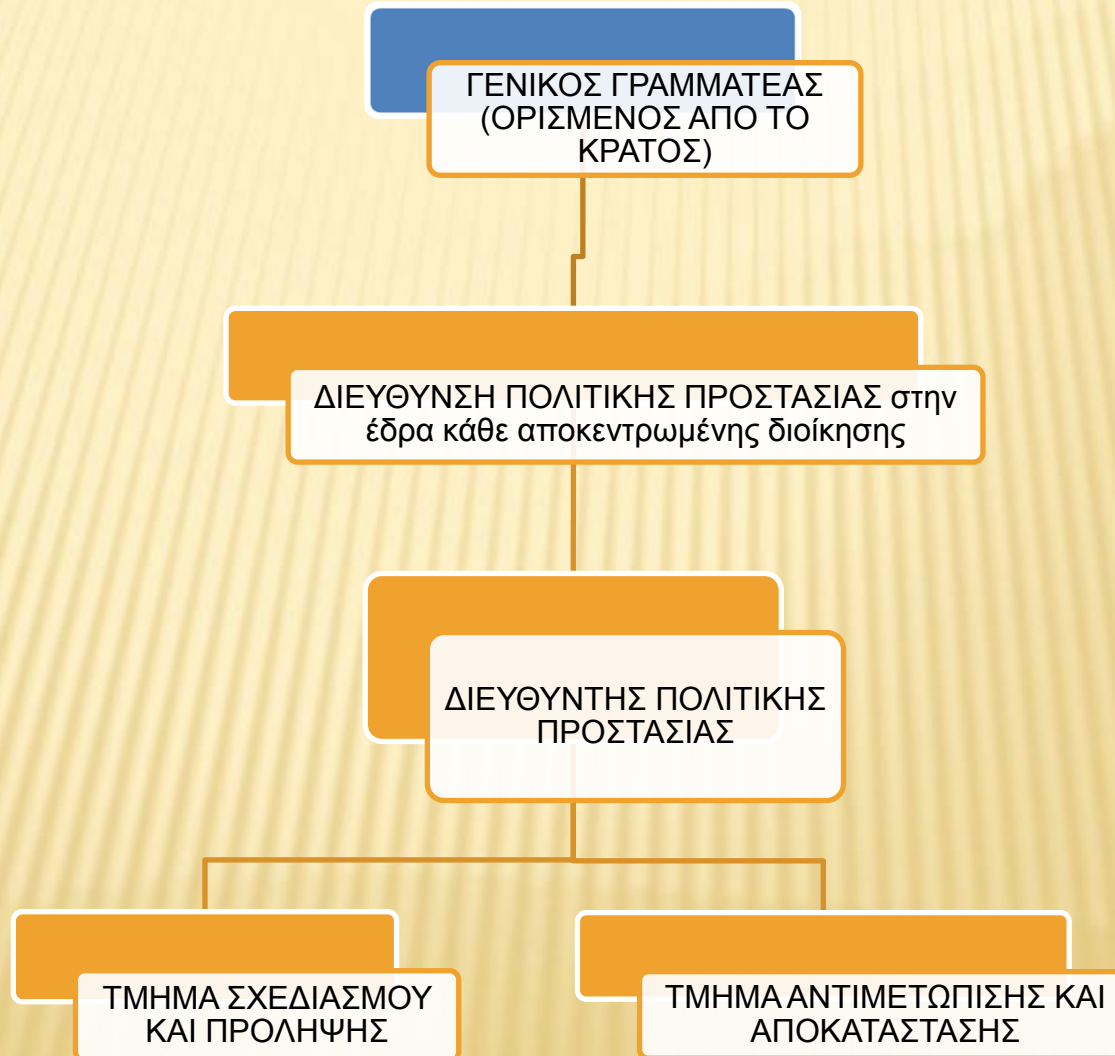 ΓΕΝΙΚΟΣ ΓΡΑΜΜΑΤΕΑΣ
(ΟΡΙΣΜΕΝΟΣ ΑΠΟ ΤΟ
ΚΡΑΤΟΣ)
ΔΙΕΥΘΥΝΣΗ ΠΟΛΙΤΙΚΗΣ ΠΡΟΣΤΑΣΙΑΣ στην
έδρα κάθε αποκεντρωμένης διοίκησης
ΔΙΕΥΘΥΝΤΗΣ ΠΟΛΙΤΙΚΗΣ
ΠΡΟΣΤΑΣΙΑΣ
ΤΜΗΜΑ ΣΧΕΔΙΑΣΜΟΥ
ΚΑΙ ΠΡΟΛΗΨΗΣ
ΤΜΗΜΑ ΑΝΤΙΜΕΤΩΠΙΣΗΣ ΚΑΙ
ΑΠΟΚΑΤΑΣΤΑΣΗΣ